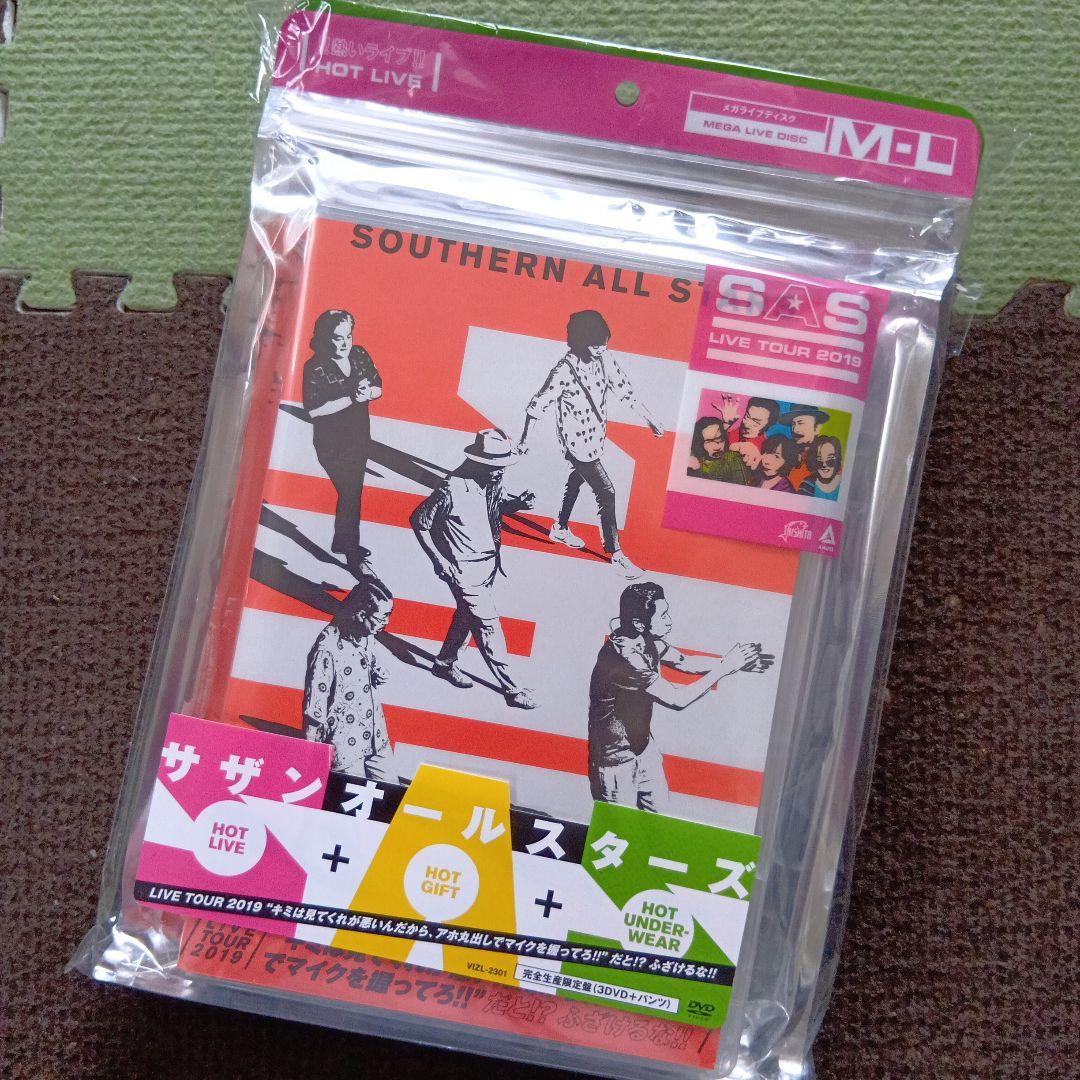 !!熱いライブ!!
HOT LIVE
メガライブディスク
MEGA LIVE DISC
M-L
SOUTHERN ALL ST
SAS
LIVE TOUR 2019
TAISHITA
AMUSE
サザンオールスターズ
HOT
LIVE
+
HOT
GIFT
+
HOT
UNDER-
WEAR
LIVE TOUR 2019 "キミは見てくれが悪いんだから、アホ丸出しでマイクを握ってろ!!" だと!? ふざけるな!!
VIZL-2301
完全生産限定盤(3DVD+パンツ)
DVD
VIDEO
LIVE
TOUR
2019
でマイクを握ってろ!!" だと!? ふざけるな!!